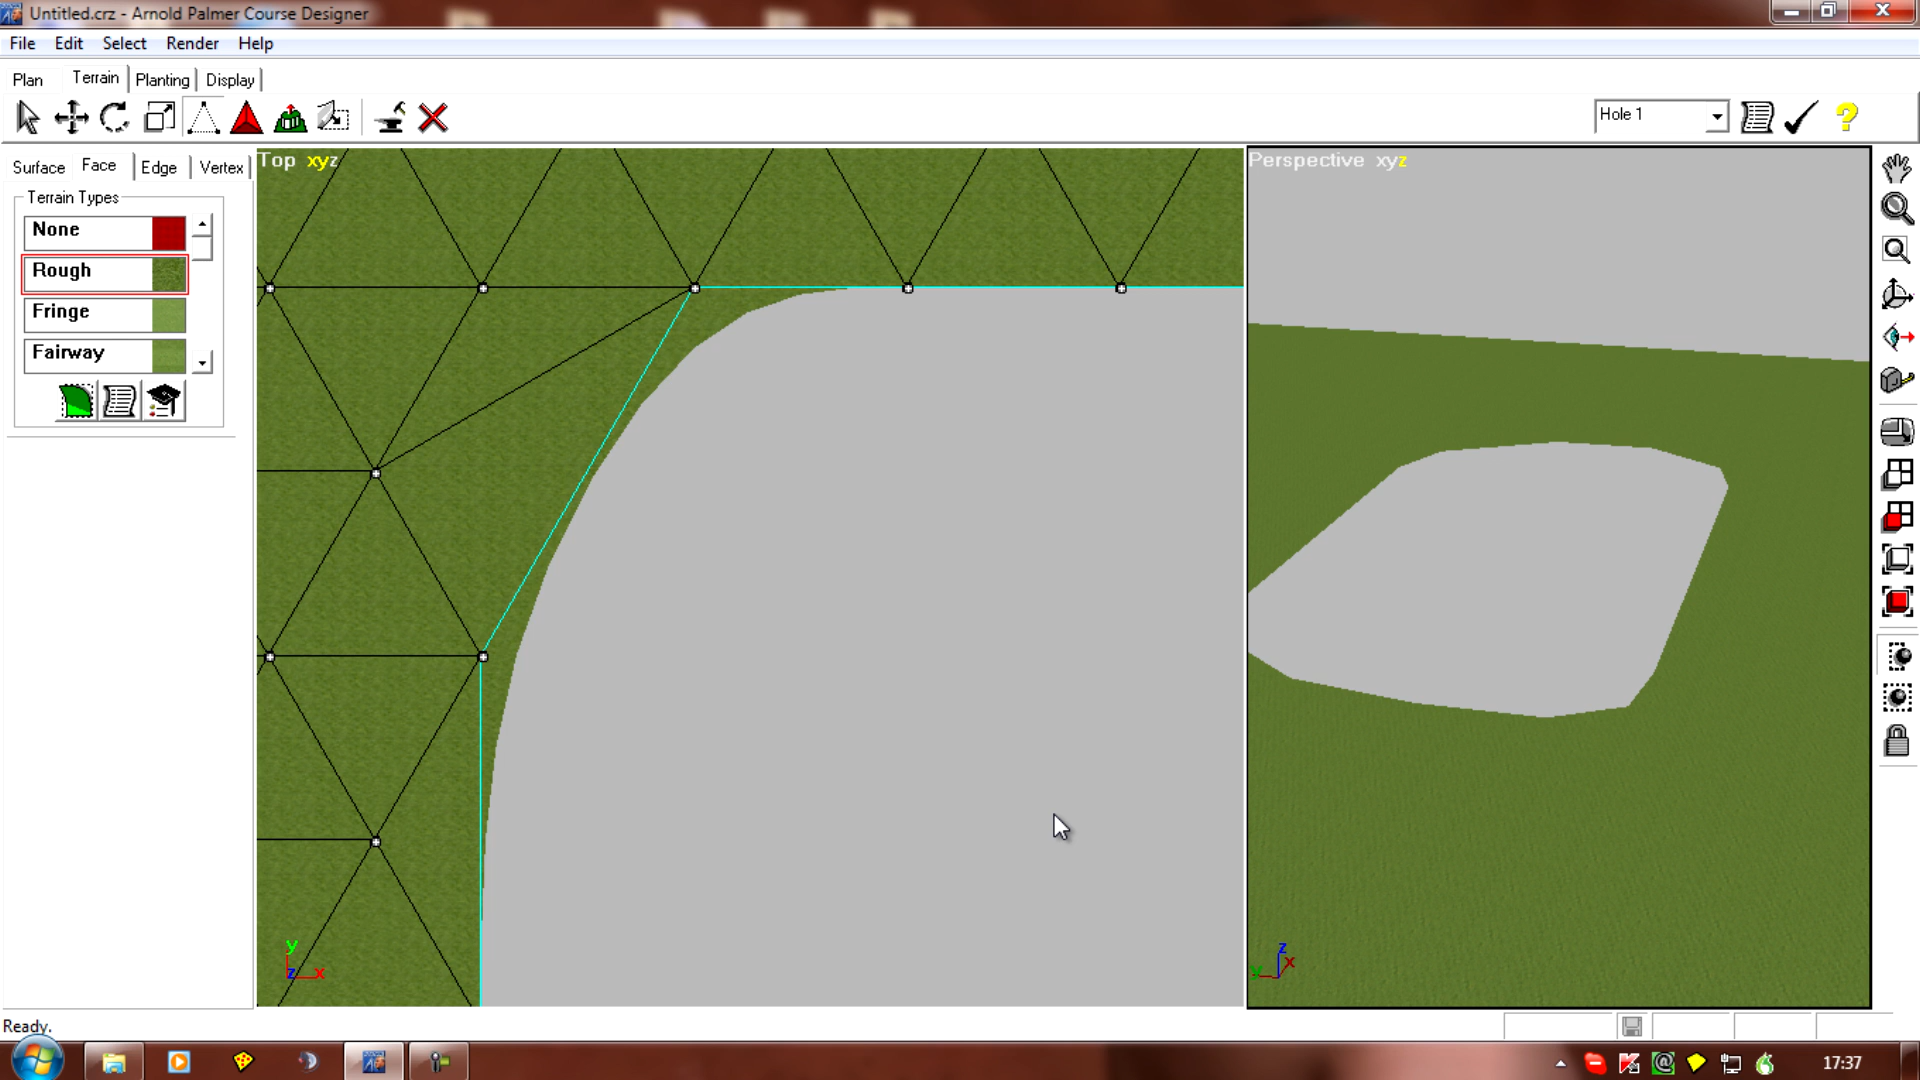 Untitled.crz - Arnold Palmer Course Designer
File Edit Select Render Help
Plan Terrain Planting Display
Hole 1
Surface Face Edge Vertex
Terrain Types
None
Rough
Fringe
Fairway
Top xyz
Perspective xyz
y
z x
z
y x
Ready.
17:37